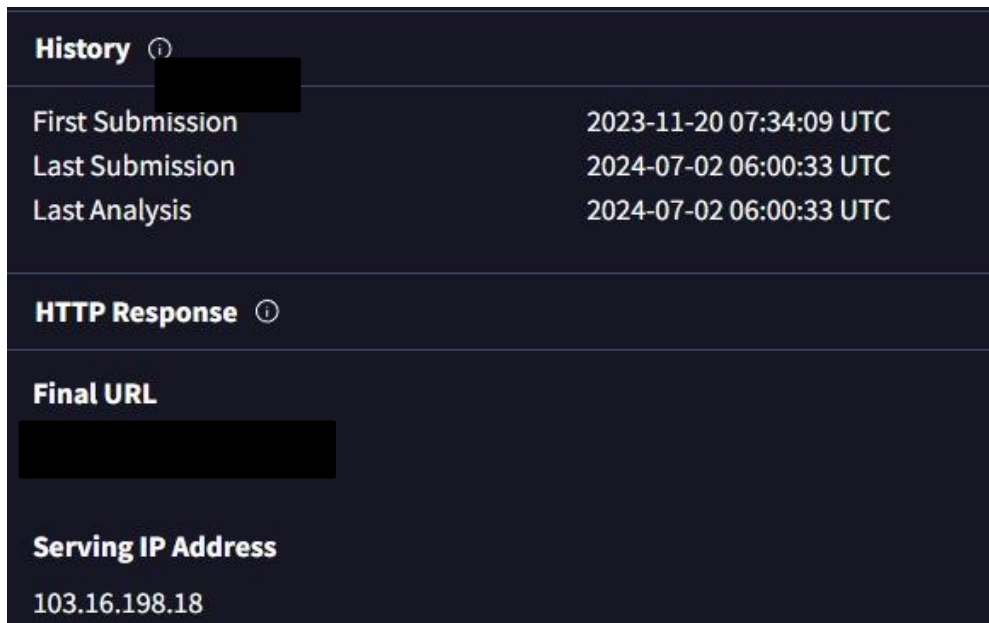 History
First Submission 2023-11-20 07:34:09 UTC
Last Submission 2024-07-02 06:00:33 UTC
Last Analysis 2024-07-02 06:00:33 UTC
HTTP Response
Final URL
Serving IP Address
103.16.198.18